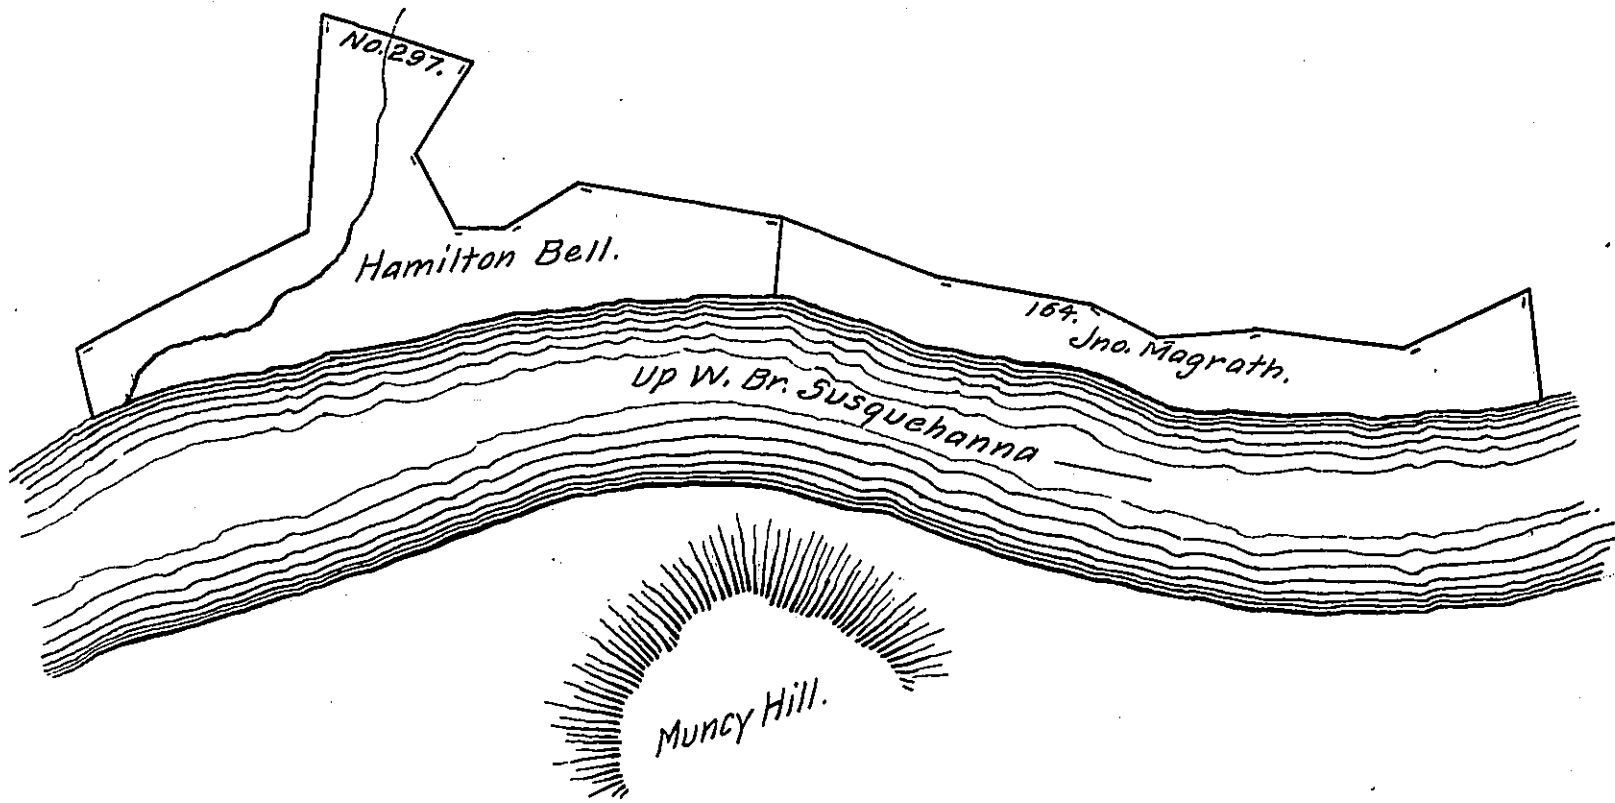 No. 297.
Hamilton Bell.
164.
Jno. Magrath.
Up W. Br. Susquehanna
Muncy Hill.